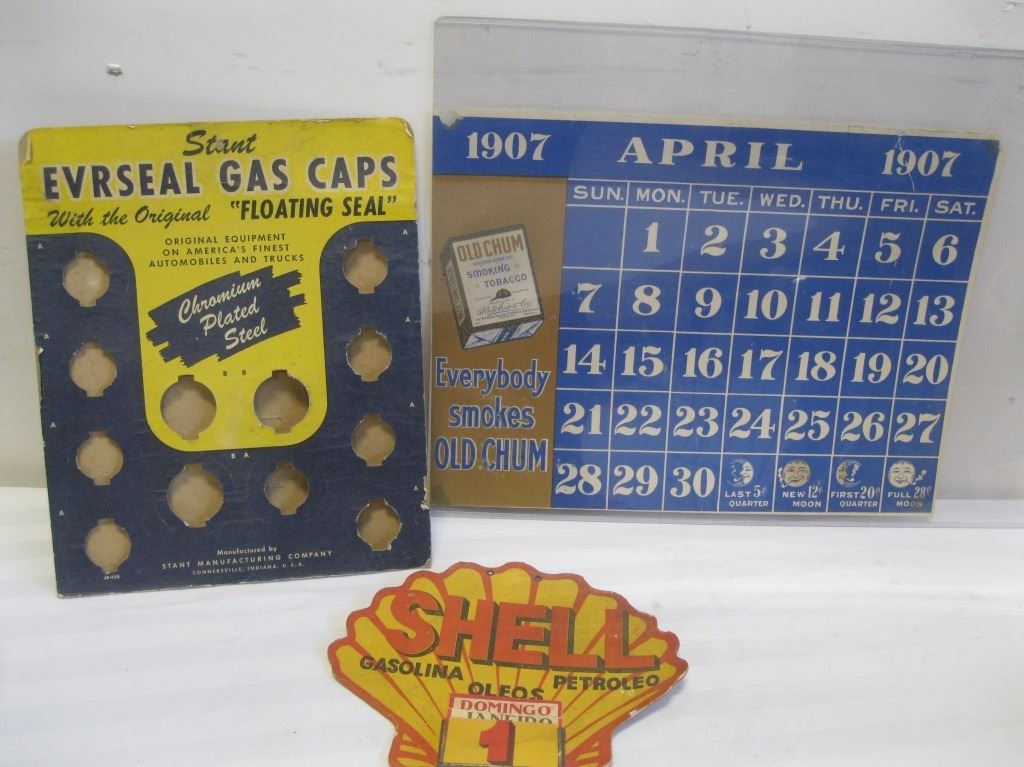 Stant
EVRSEAL GAS CAPS
With the Original "FLOATING SEAL"
ORIGINAL EQUIPMENT
ON AMERICA'S FINEST
AUTOMOBILES AND TRUCKS
Chromium
Plated
Steel
A A
A A
B B
A A
B A
A A
Manufactured by
STANT MANUFACTURING COMPANY
CONNERSVILLE, INDIANA, U. S. A.
1907 APRIL 1907
SUN. MON. TUE. WED. THU. FRI. SAT.
1 2 3 4 5 6
7 8 9 10 11 12 13
14 15 16 17 18 19 20
21 22 23 24 25 26 27
28 29 30
LAST 5th QUARTER
NEW 12th MOON
FIRST 20th QUARTER
FULL 28th MOON
OLD CHUM
SMOKING
TOBACCO
Everybody
smokes
OLD CHUM
SHELL
GASOLINA
OLEOS
PETROLEO
DOMINGO
JANEIRO
1